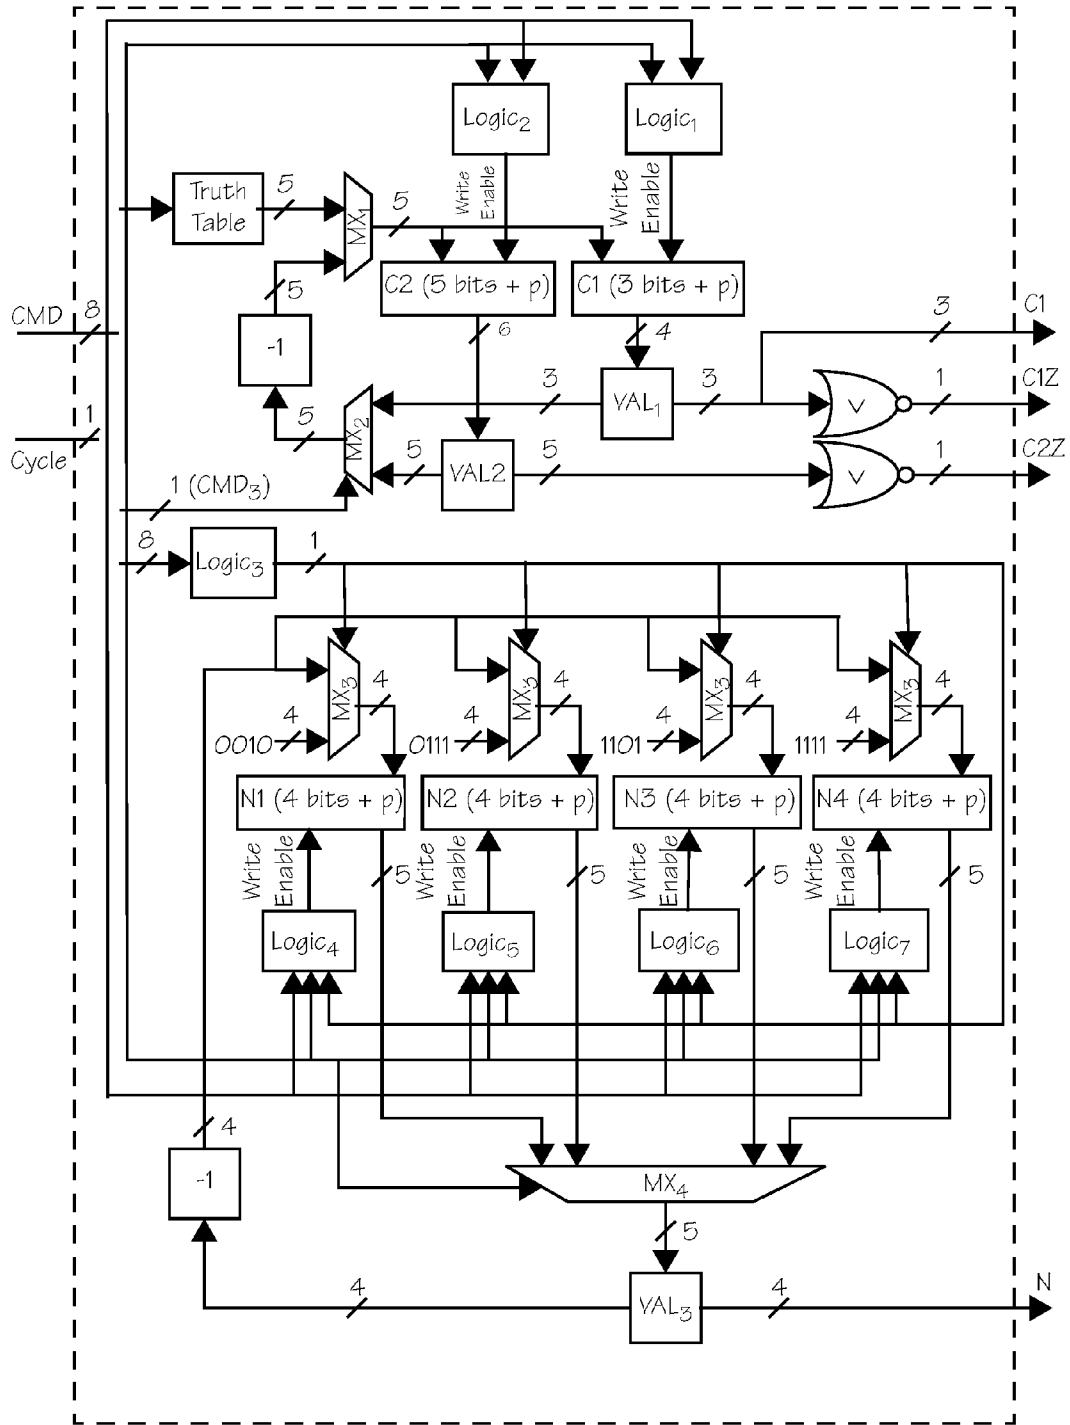 Logic2
Logic1
Write Enable
Write Enable
Truth Table
5
MX1
5
C2 (5 bits + p)
C1 (3 bits + p)
5
CMD
8
-1
6
4
3
C1
1
Cycle
5
MX2
3
VAL1
3
V
1
C1Z
5
VAL2
5
V
1
C2Z
1 (CMD3)
8
Logic3
1
MX3
4
MX3
4
MX3
4
MX3
4
0010
4
0111
4
1101
4
1111
4
N1 (4 bits + p)
N2 (4 bits + p)
N3 (4 bits + p)
N4 (4 bits + p)
Write Enable
5
Write Enable
5
Write Enable
5
Write Enable
5
Logic4
Logic5
Logic6
Logic7
4
-1
MX4
5
4
VAL3
4
N